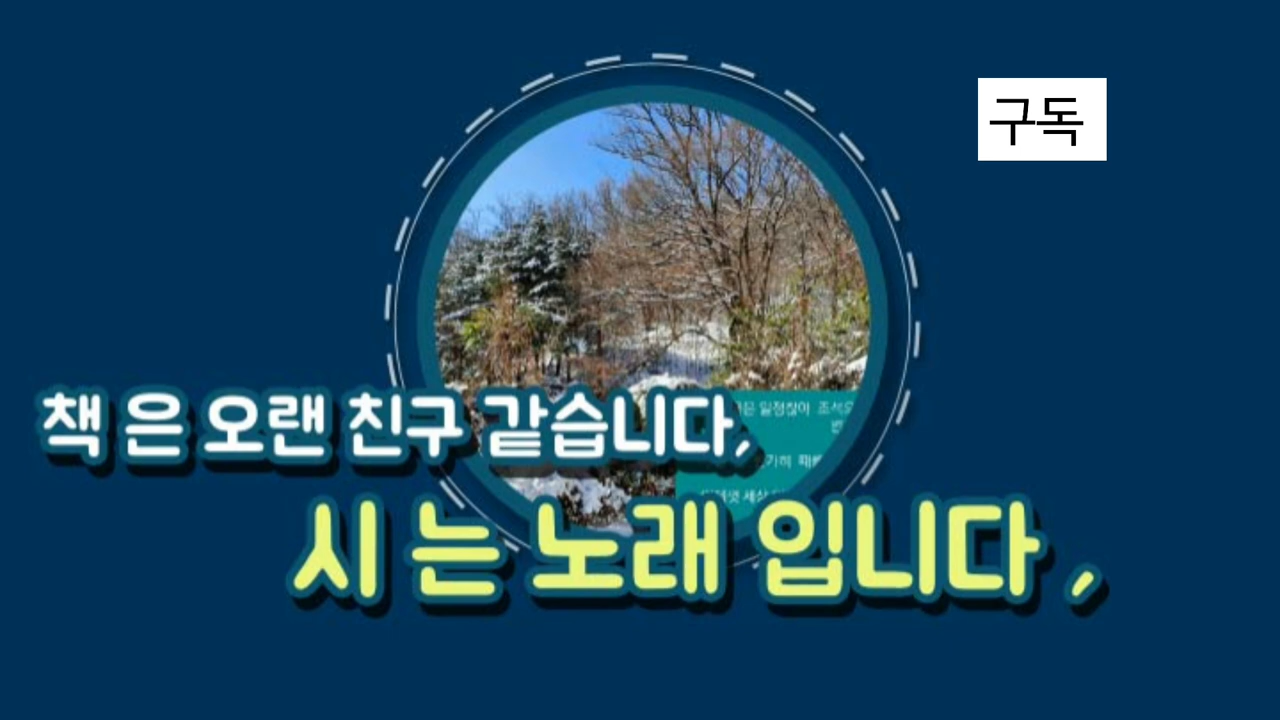 구독
책 은 오랜 친구 같습니다,
시 는 노래 입니다 ,